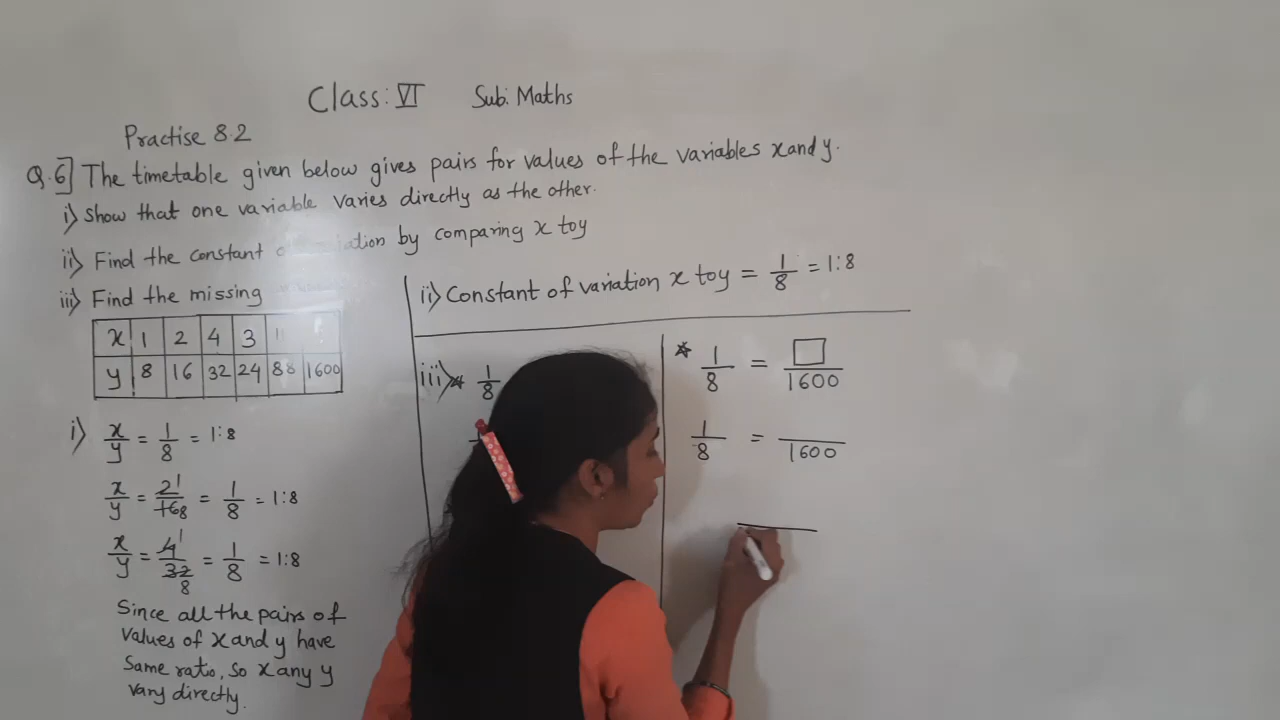 Class: VI Sub: Maths
Practise 8.2
Q.6] The timetable given below gives pairs for values of the variables x and y.
i) Show that one variable varies directly as the other.
ii) Find the constant by comparing x to y
iii) Find the missing
x 1 2 4 3 11
y 8 16 32 24 88 1600
i) x/y = 1/8 = 1:8
x/y = 2/16 1 8 = 1/8 = 1:8
x/y = 4/32 1 8 = 1/8 = 1:8
Since all the pairs of
values of x and y have
Same ratio, so x any y
vary directly.
ii) Constant of variation x to y = 1/8 = 1:8
iii) * 1/8
* 1/8 = □/1600
1/8 = /1600